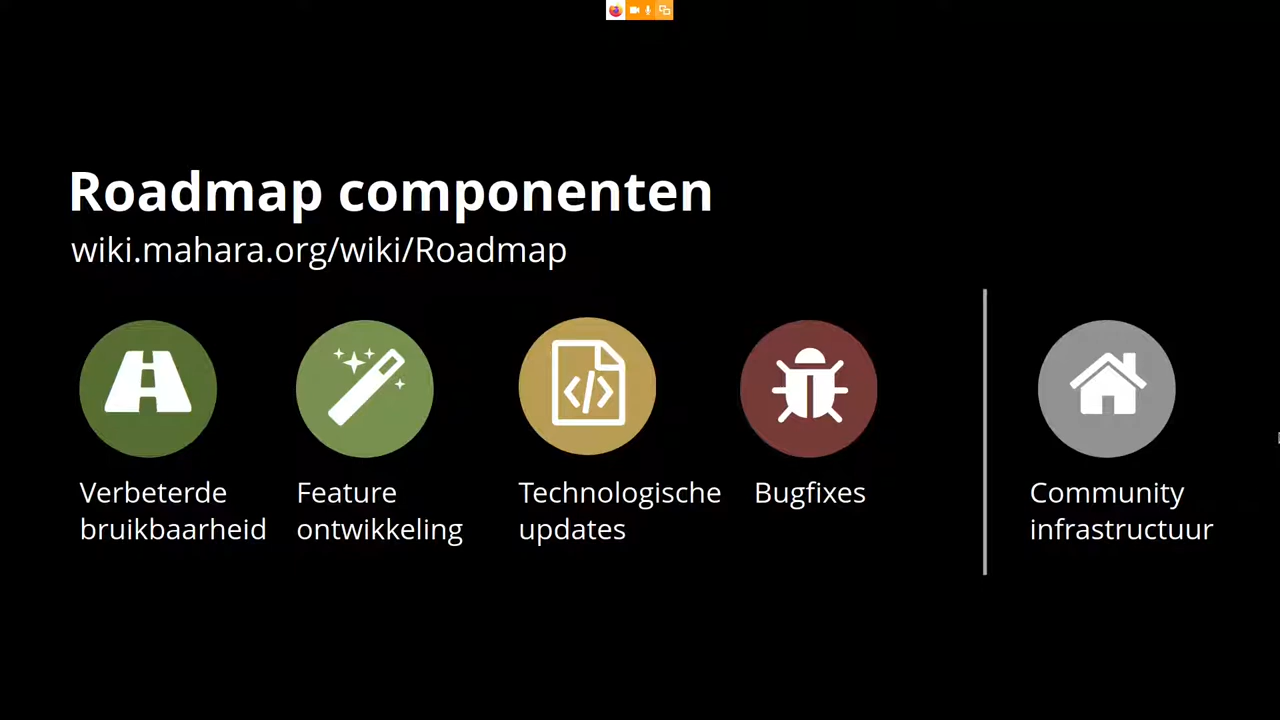 Roadmap componenten
wiki.mahara.org/wiki/Roadmap
Verbeterde
bruikbaarheid
Feature
ontwikkeling
Technologische
updates
Bugfixes
Community
infrastructuur